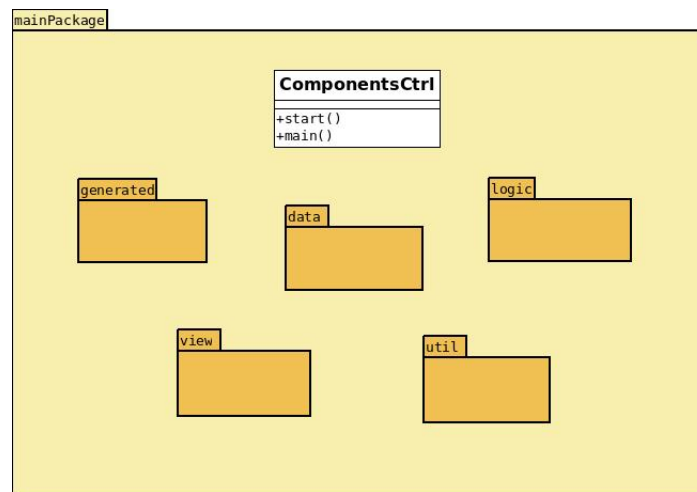 mainPackage
ComponentsCtrl
+start()
+main()
generated
data
logic
view
util